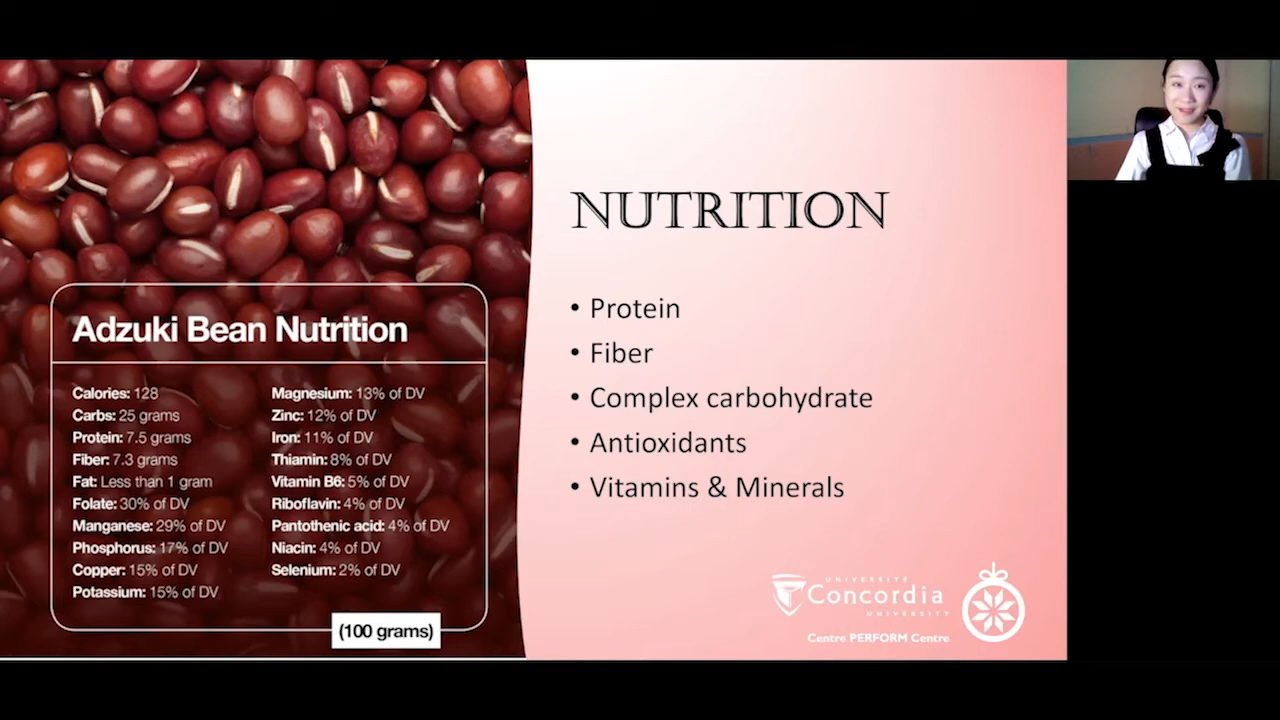 Adzuki Bean Nutrition
Calories: 128
Carbs: 25 grams
Protein: 7.5 grams
Fiber: 7.3 grams
Fat: Less than 1 gram
Folate: 30% of DV
Manganese: 29% of DV
Phosphorus: 17% of DV
Copper: 15% of DV
Potassium: 15% of DV
Magnesium: 13% of DV
Zinc: 12% of DV
Iron: 11% of DV
Thiamin: 8% of DV
Vitamin B6: 5% of DV
Riboflavin: 4% of DV
Pantothenic acid: 4% of DV
Niacin: 4% of DV
Selenium: 2% of DV
(100 grams)
NUTRITION
• Protein
• Fiber
• Complex carbohydrate
• Antioxidants
• Vitamins & Minerals
UNIVERSITÉ
Concordia
UNIVERSITY
Centre PERFORM Centre